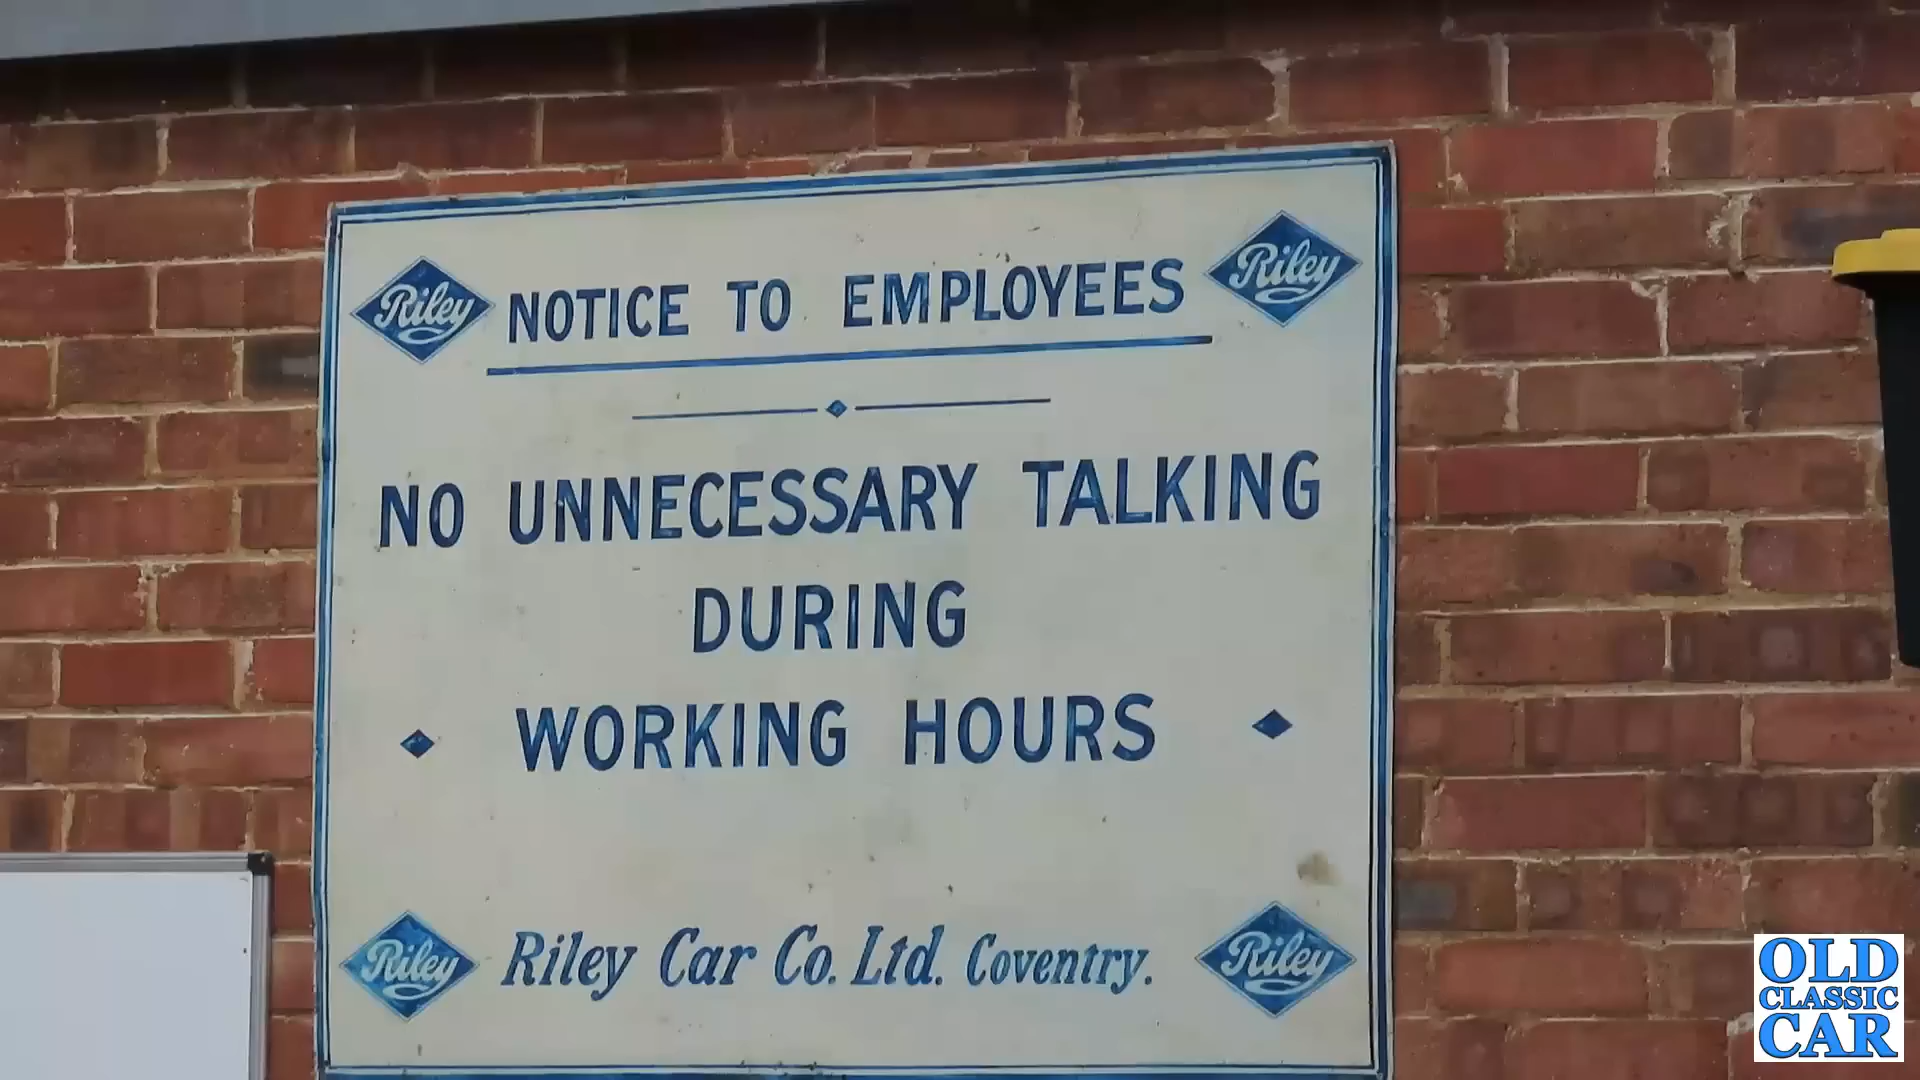 Riley NOTICE TO EMPLOYEES Riley
NO UNNECESSARY TALKING
DURING
WORKING HOURS
Riley Riley Car Co. Ltd. Coventry. Riley
OLD
CLASSIC
CAR